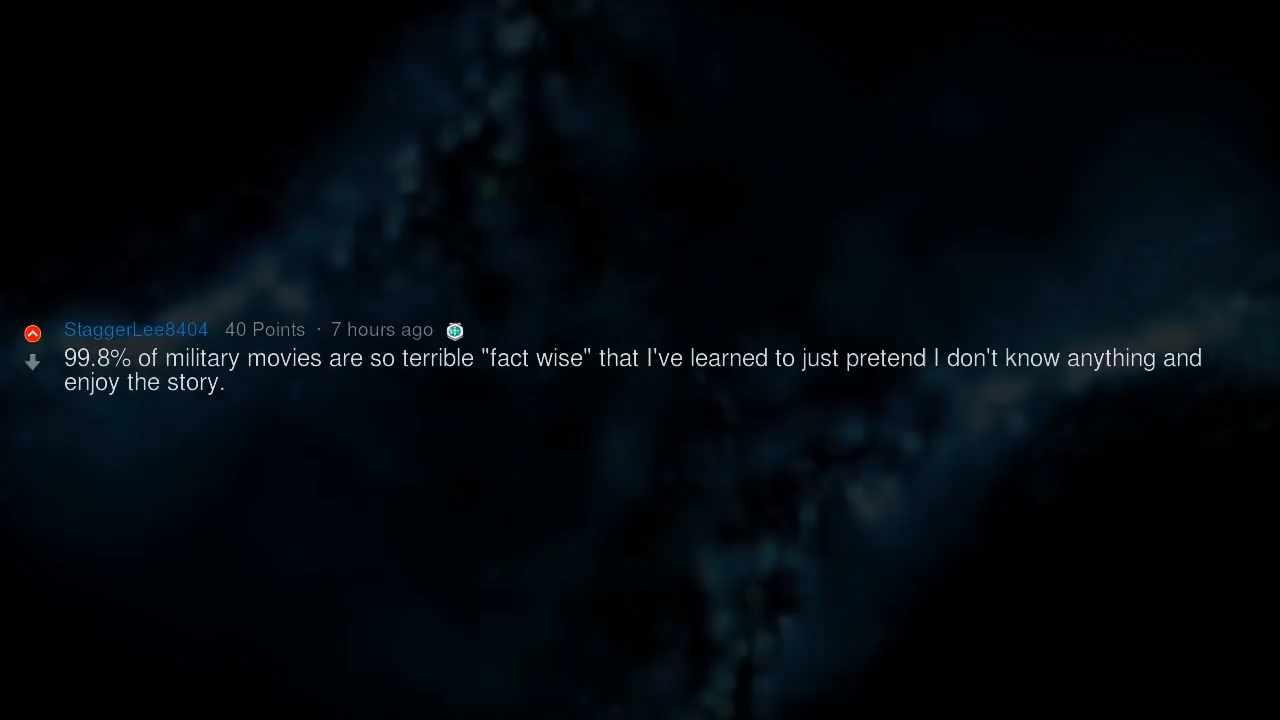 StaggerLee8404 40 Points · 7 hours ago
99.8% of military movies are so terrible "fact wise" that I've learned to just pretend I don't know anything and
enjoy the story.